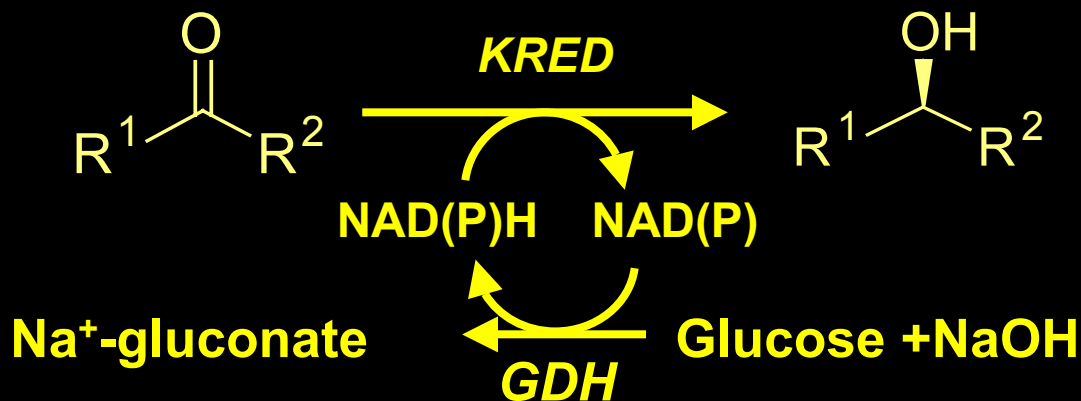 O
KRED
OH
R¹ R²
R¹ R²
NAD(P)H NAD(P)
Na⁺-gluconate
Glucose +NaOH
GDH